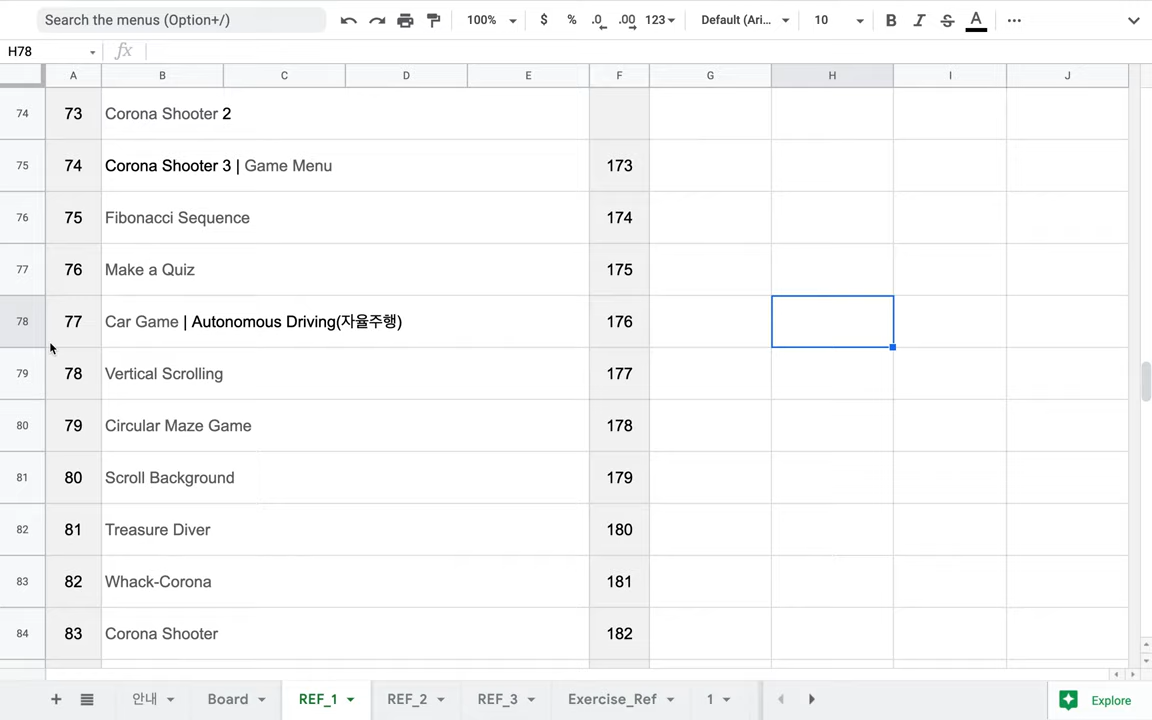 Search the menus (Option+/) 100% $ % .0 .00 123 Default (Ari... 10 B I S A
H78 fx
A B C D E F G H I J
74 73 Corona Shooter 2
75 74 Corona Shooter 3 | Game Menu 173
76 75 Fibonacci Sequence 174
77 76 Make a Quiz 175
78 77 Car Game | Autonomous Driving(자율주행) 176
79 78 Vertical Scrolling 177
80 79 Circular Maze Game 178
81 80 Scroll Background 179
82 81 Treasure Diver 180
83 82 Whack-Corona 181
84 83 Corona Shooter 182
+ 안내 Board REF_1 REF_2 REF_3 Exercise_Ref 1 Explore